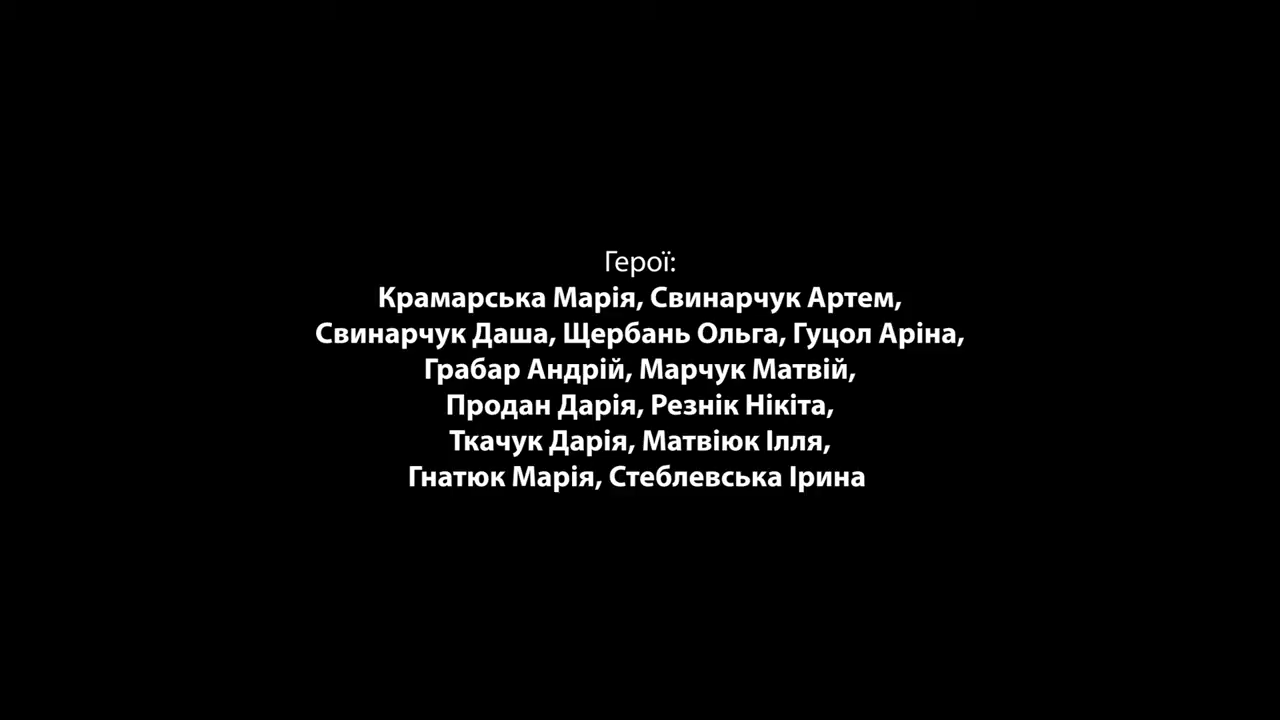 Герої:
Крамарська Марія, Свинарчук Артем,
Свинарчук Даша, Щербань Ольга, Гуцол Аріна,
Грабар Андрій, Марчук Матвій,
Продан Дарія, Резнік Нікіта,
Ткачук Дарія, Матвіюк Ілля,
Гнатюк Марія, Стеблевська Ірина